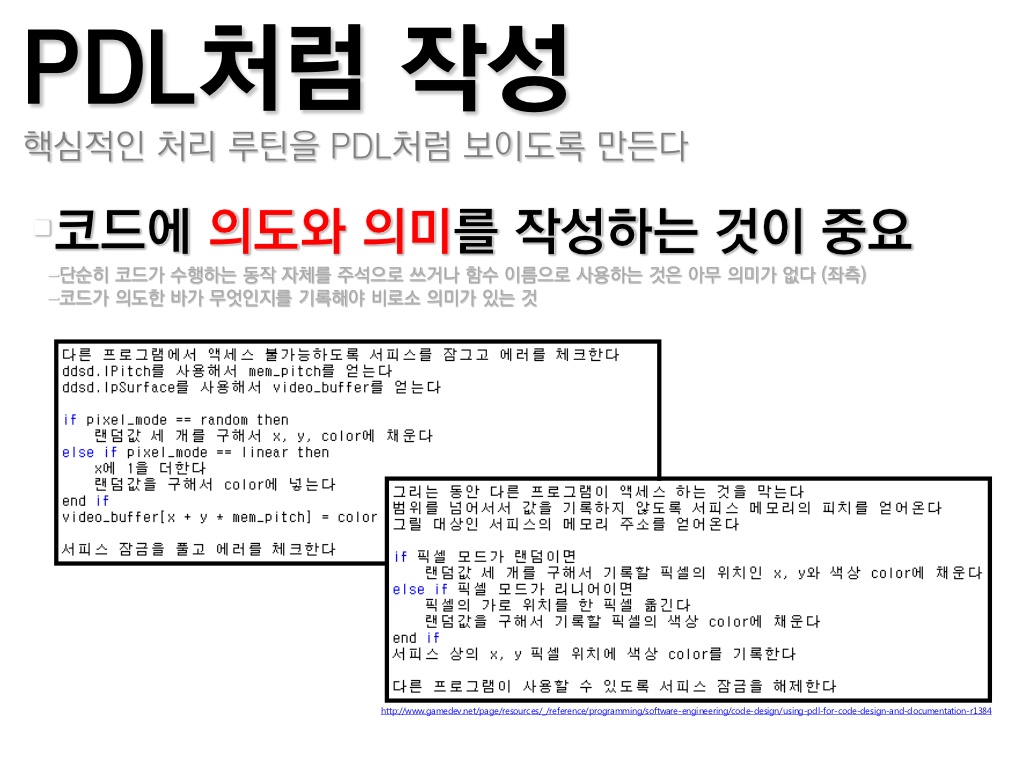 PDL처럼 작성
핵심적인 처리 루틴을 PDL처럼 보이도록 만든다
코드에 의도와 의미를 작성하는 것이 중요
–단순히 코드가 수행하는 동작 자체를 주석으로 쓰거나 함수 이름으로 사용하는 것은 아무 의미가 없다 (좌측)
–코드가 의도한 바가 무엇인지를 기록해야 비로소 의미가 있는 것
다른 프로그램에서 액세스 불가능하도록 서피스를 잠그고 에러를 체크한다
ddsd.lPitch를 사용해서 mem_pitch를 얻는다
ddsd.lpSurface를 사용해서 video_buffer를 얻는다
if pixel_mode == random then
랜덤값 세 개를 구해서 x, y, color에 채운다
else if pixel_mode == linear then
x에 1을 더한다
랜덤값을 구해서 color에 넣는다
end if
video_buffer[x + y * mem_pitch] = color
서피스 잠금을 풀고 에러를 체크한다
그리는 동안 다른 프로그램이 액세스 하는 것을 막는다
범위를 넘어서서 값을 기록하지 않도록 서피스 메모리의 피치를 얻어온다
그릴 대상인 서피스의 메모리 주소를 얻어온다
if 픽셀 모드가 랜덤이면
랜덤값 세 개를 구해서 기록할 픽셀의 위치인 x, y와 색상 color에 채운다
else if 픽셀 모드가 리니어이면
픽셀의 가로 위치를 한 픽셀 옮긴다
랜덤값을 구해서 기록할 픽셀의 색상 color에 채운다
end if
서피스 상의 x, y 픽셀 위치에 색상 color를 기록한다
다른 프로그램이 사용할 수 있도록 서피스 잠금을 해제한다
http://www.gamedev.net/page/resources/_/reference/programming/software-engineering/code-design/using-pdl-for-code-design-and-documentation-r1384